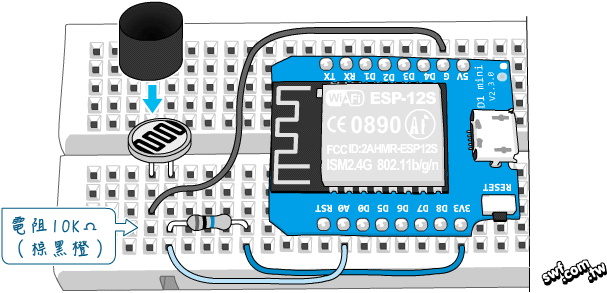 TX RX D1 D2 D3 D4 G 5V
D1 mini
V2.3.0
WiFi ESP-12S
CE 0890 Ai
FCC ID:2AHMR-ESP12S
ISM2.4G 802.11b/g/n
RESET
RST A0 D0 D5 D6 D7 D8 3V3
電阻10KΩ
(棕黑橙)
swf.com.tw